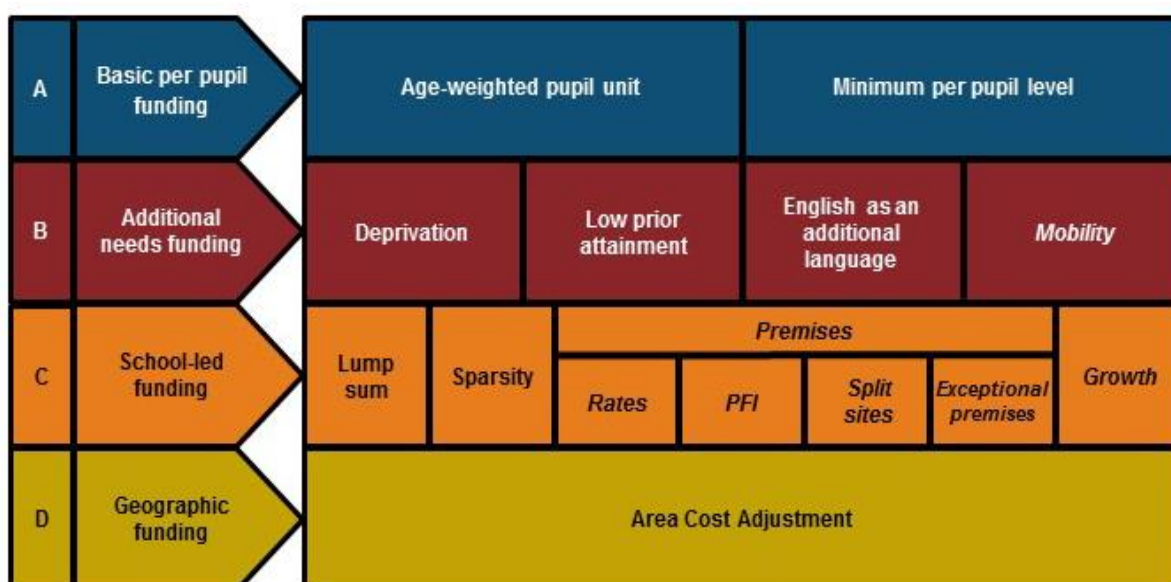 A
Basic per pupil
funding
Age-weighted pupil unit
Minimum per pupil level
B
Additional
needs funding
Deprivation
Low prior
attainment
English as an
additional
language
Mobility
C
School-led
funding
Lump
sum
Sparsity
Premises
Rates
PFI
Split
sites
Exceptional
premises
Growth
D
Geographic
funding
Area Cost Adjustment